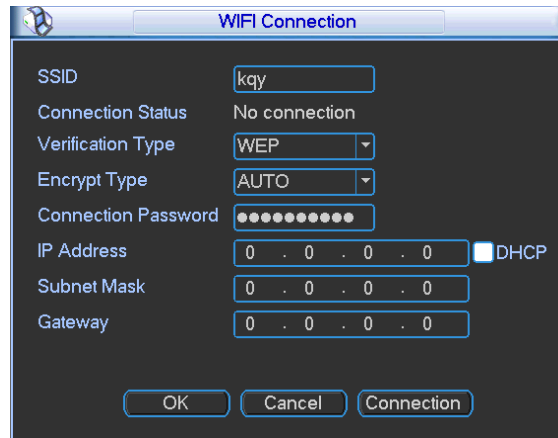 WIFI Connection
SSID kqy
Connection Status No connection
Verification Type WEP
Encrypt Type AUTO
Connection Password ●●●●●●●●●●
IP Address 0 . 0 . 0 . 0 DHCP
Subnet Mask 0 . 0 . 0 . 0
Gateway 0 . 0 . 0 . 0
OK Cancel Connection